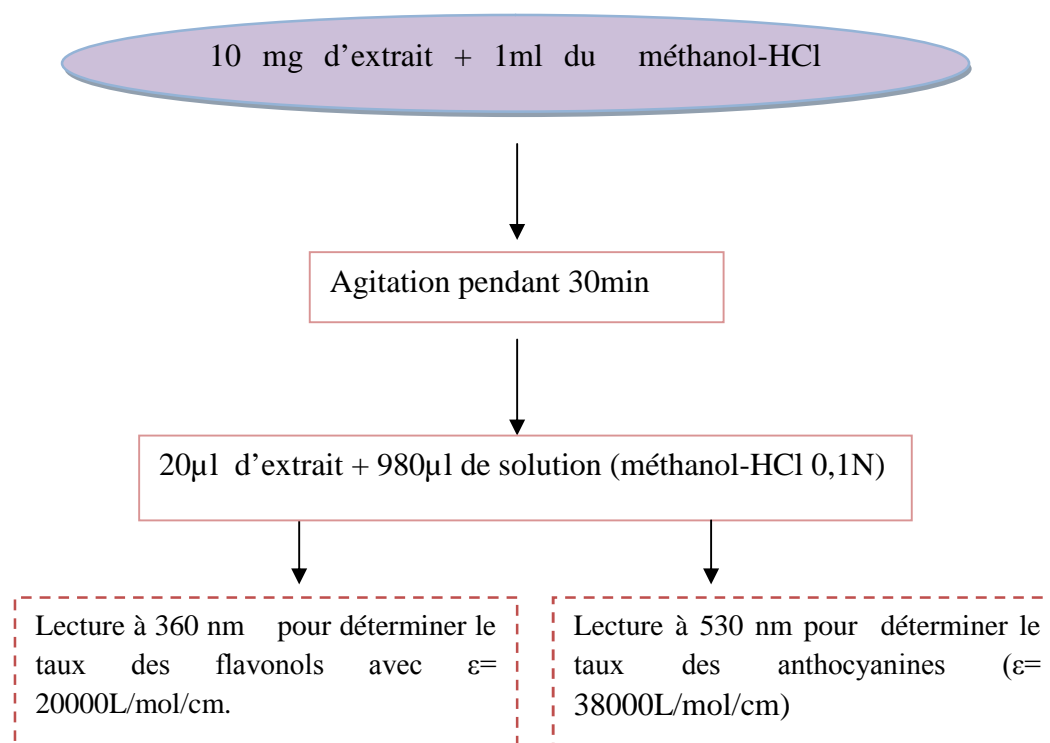 10 mg d’extrait + 1ml du méthanol-HCl
Agitation pendant 30min
20µl d’extrait + 980µl de solution (méthanol-HCl 0,1N)
Lecture à 360 nm pour déterminer le
taux des flavonols avec ε=
20000L/mol/cm.
Lecture à 530 nm pour déterminer le
taux des anthocyanines (ε=
38000L/mol/cm)